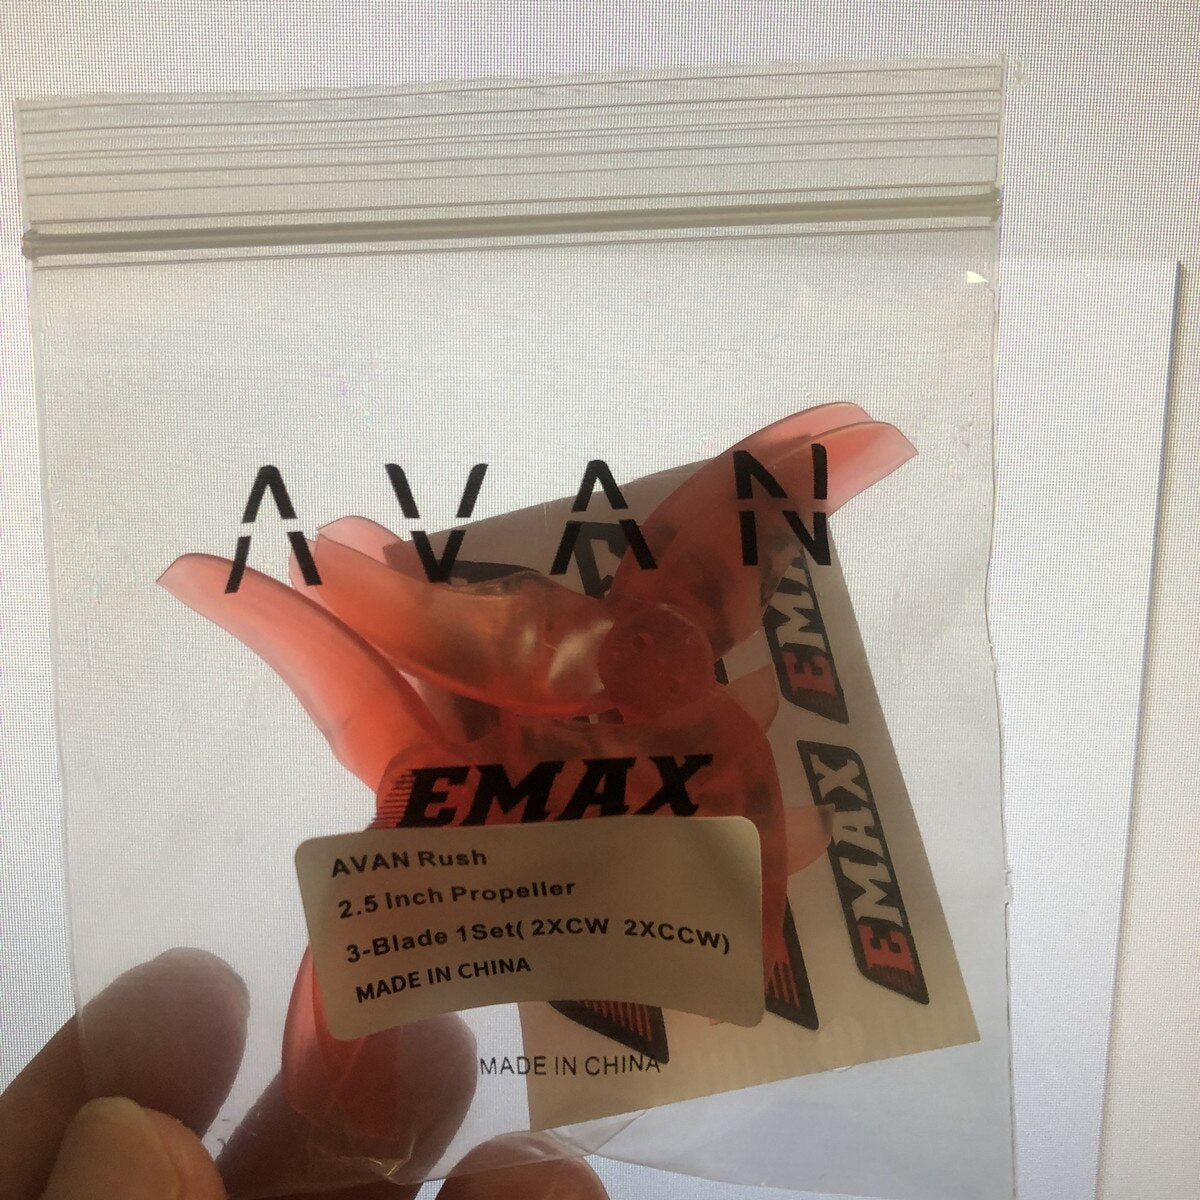 AVAN
EMAX
EMAX
EMAX
AVAN Rush
2.5 Inch Propeller
3-Blade 1Set( 2XCW 2XCCW)
MADE IN CHINA
MADE IN CHINA